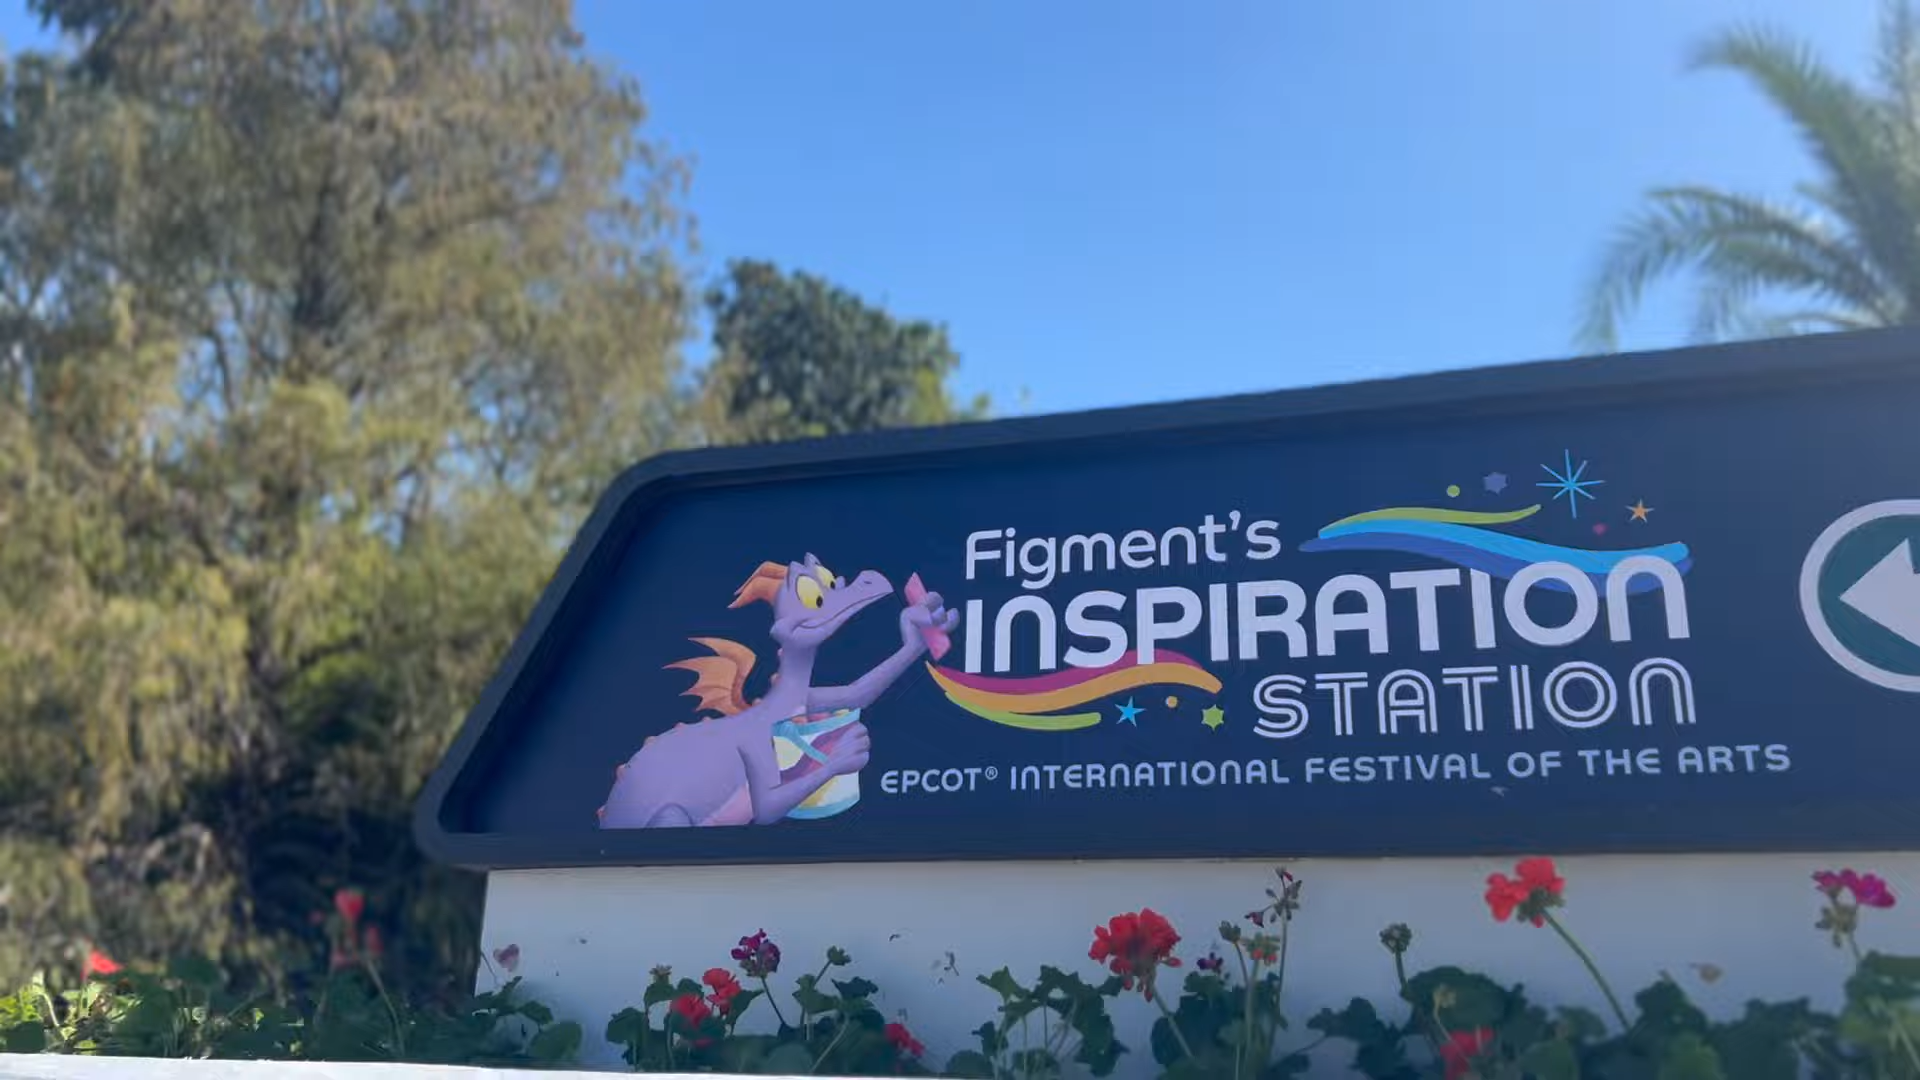 Figment's
INSPIRATION
STATION
EPCOT® INTERNATIONAL FESTIVAL OF THE ARTS